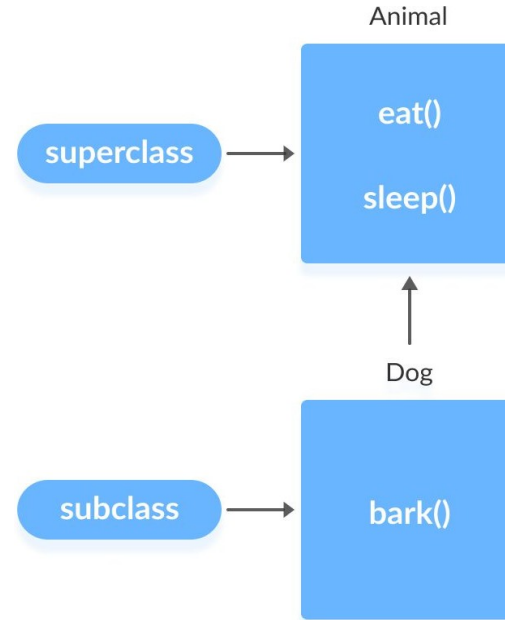 Animal
eat()
superclass
sleep()
Dog
subclass
bark()